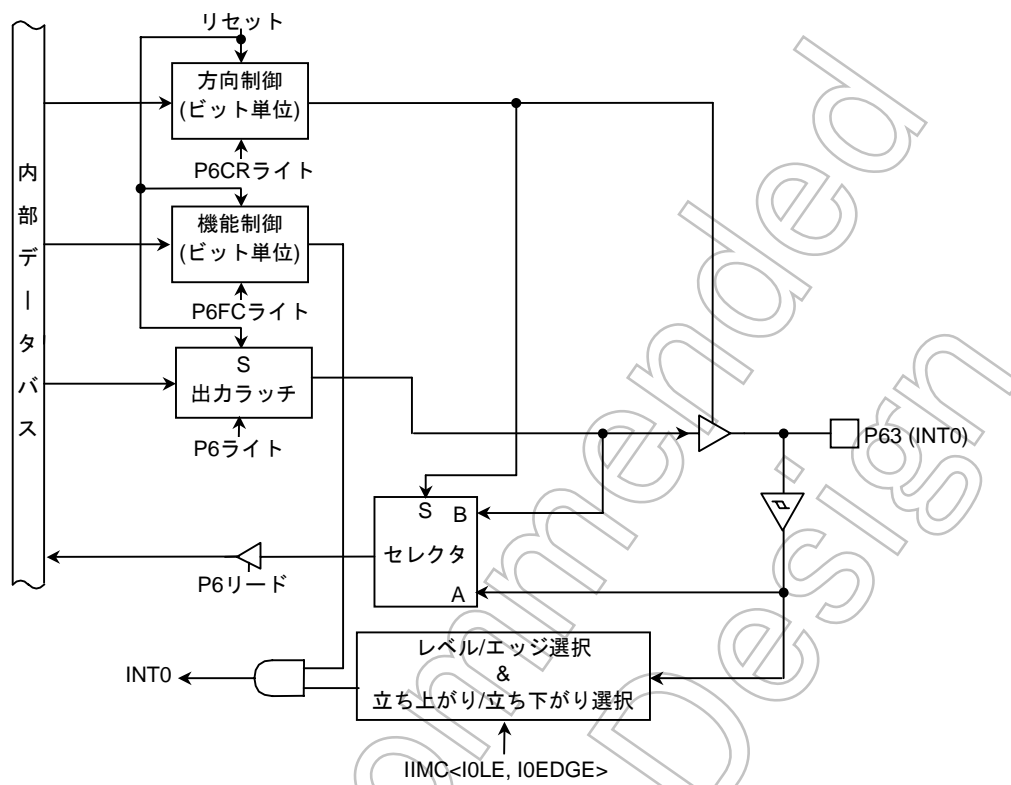 リセット
方向制御
(ビット単位)
P6CRライト
内部データバス
機能制御
(ビット単位)
P6FCライト
S
出力ラッチ
P6ライト
P63 (INT0)
S
B
セレクタ
A
P6リード
レベル/エッジ選択
&
立ち上がり/立ち下がり選択
INT0
IIMC<I0LE, I0EDGE>
ommended
Design